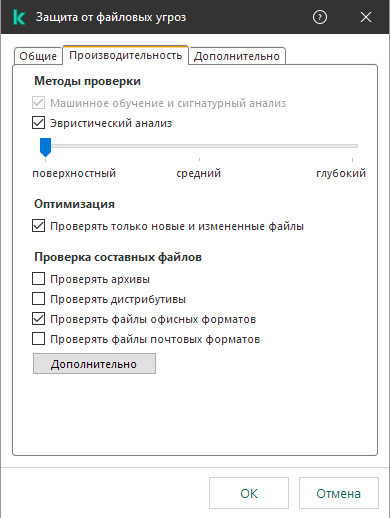 Защита от файловых угроз
Общие Производительность Дополнительно
Методы проверки
Машинное обучение и сигнатурный анализ
Эвристический анализ
поверхностный средний глубокий
Оптимизация
Проверять только новые и измененные файлы
Проверка составных файлов
Проверять архивы
Проверять дистрибутивы
Проверять файлы офисных форматов
Проверять файлы почтовых форматов
Дополнительно
ОК Отмена